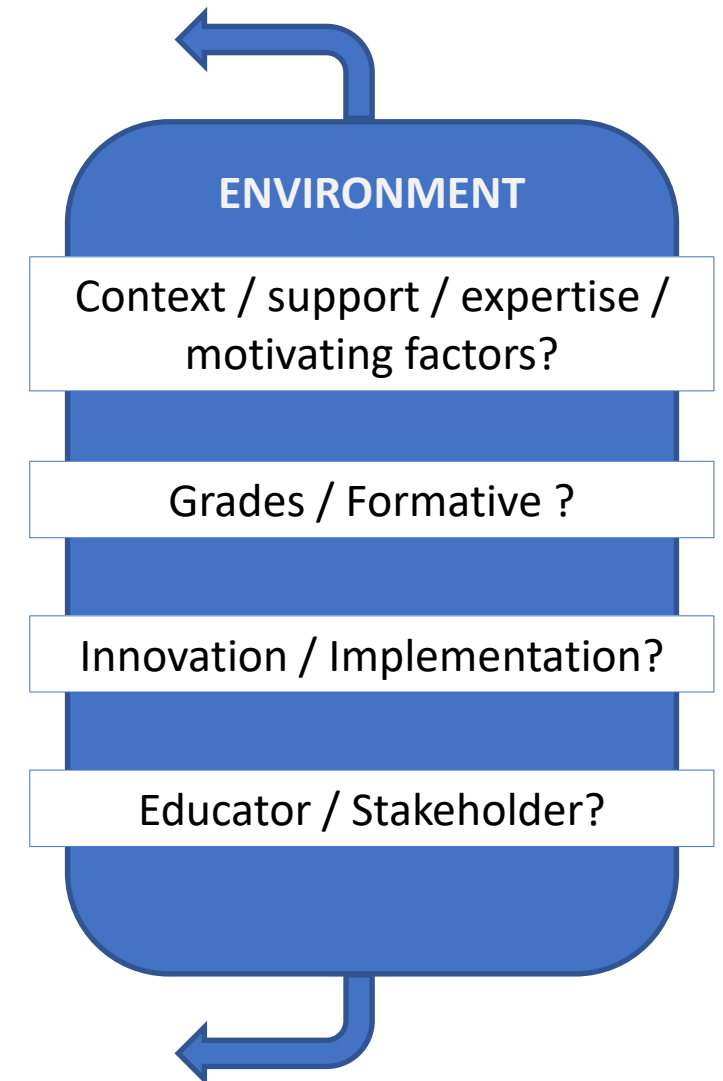 ENVIRONMENT
Context / support / expertise /
motivating factors?
Grades / Formative ?
Innovation / Implementation?
Educator / Stakeholder?